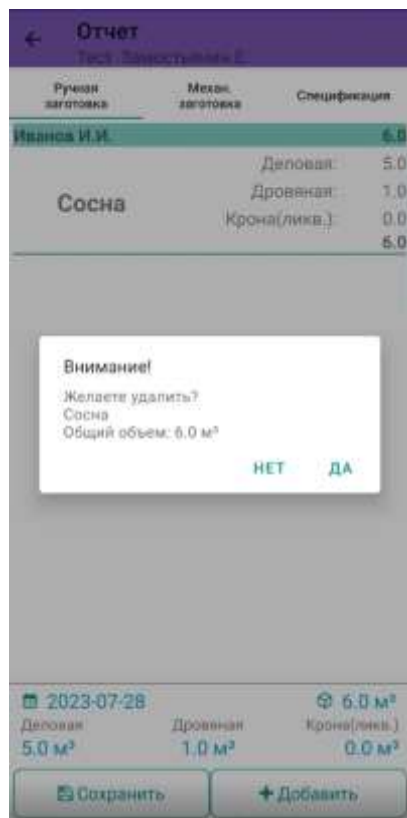 Отчет
Тест
Ручная заготовка
Механ. заготовка
Спецификация
Иванов И.И. 6.0
Сосна
Деловая: 5.0
Дровяная: 1.0
Крона(ликв.): 0.0
6.0
Внимание!
Желаете удалить?
Сосна
Общий объем: 6.0 м³
НЕТ ДА
2023-07-28 6.0 м³
Деловая Дровяная Крона(ликв.)
5.0 м³ 1.0 м³ 0.0 м³
Сохранить Добавить